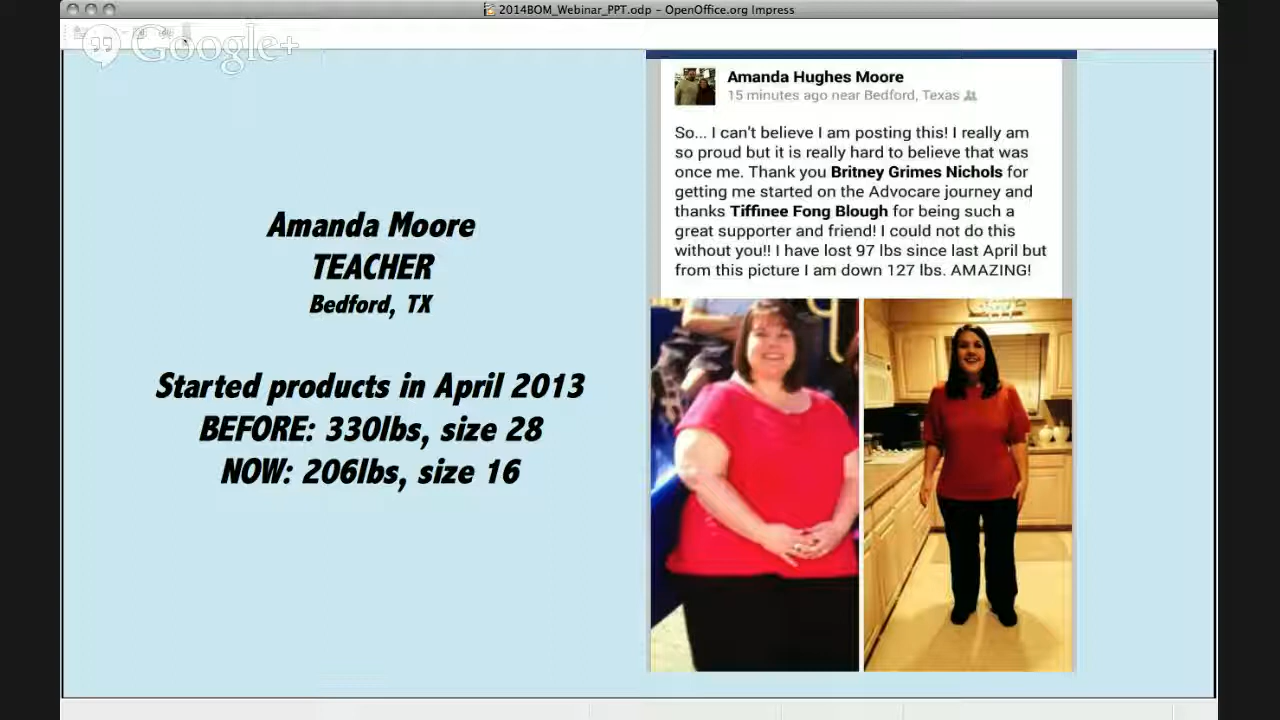 2014BOM_Webinar_PPT.odp - OpenOffice.org Impress
Google+
Amanda Moore
TEACHER
Bedford, TX
Started products in April 2013
BEFORE: 330lbs, size 28
NOW: 206lbs, size 16
Amanda Hughes Moore
15 minutes ago near Bedford, Texas
So... I can't believe I am posting this! I really am
so proud but it is really hard to believe that was
once me. Thank you Britney Grimes Nichols for
getting me started on the Advocare journey and
thanks Tiffinee Fong Blough for being such a
great supporter and friend! I could not do this
without you!! I have lost 97 lbs since last April but
from this picture I am down 127 lbs. AMAZING!